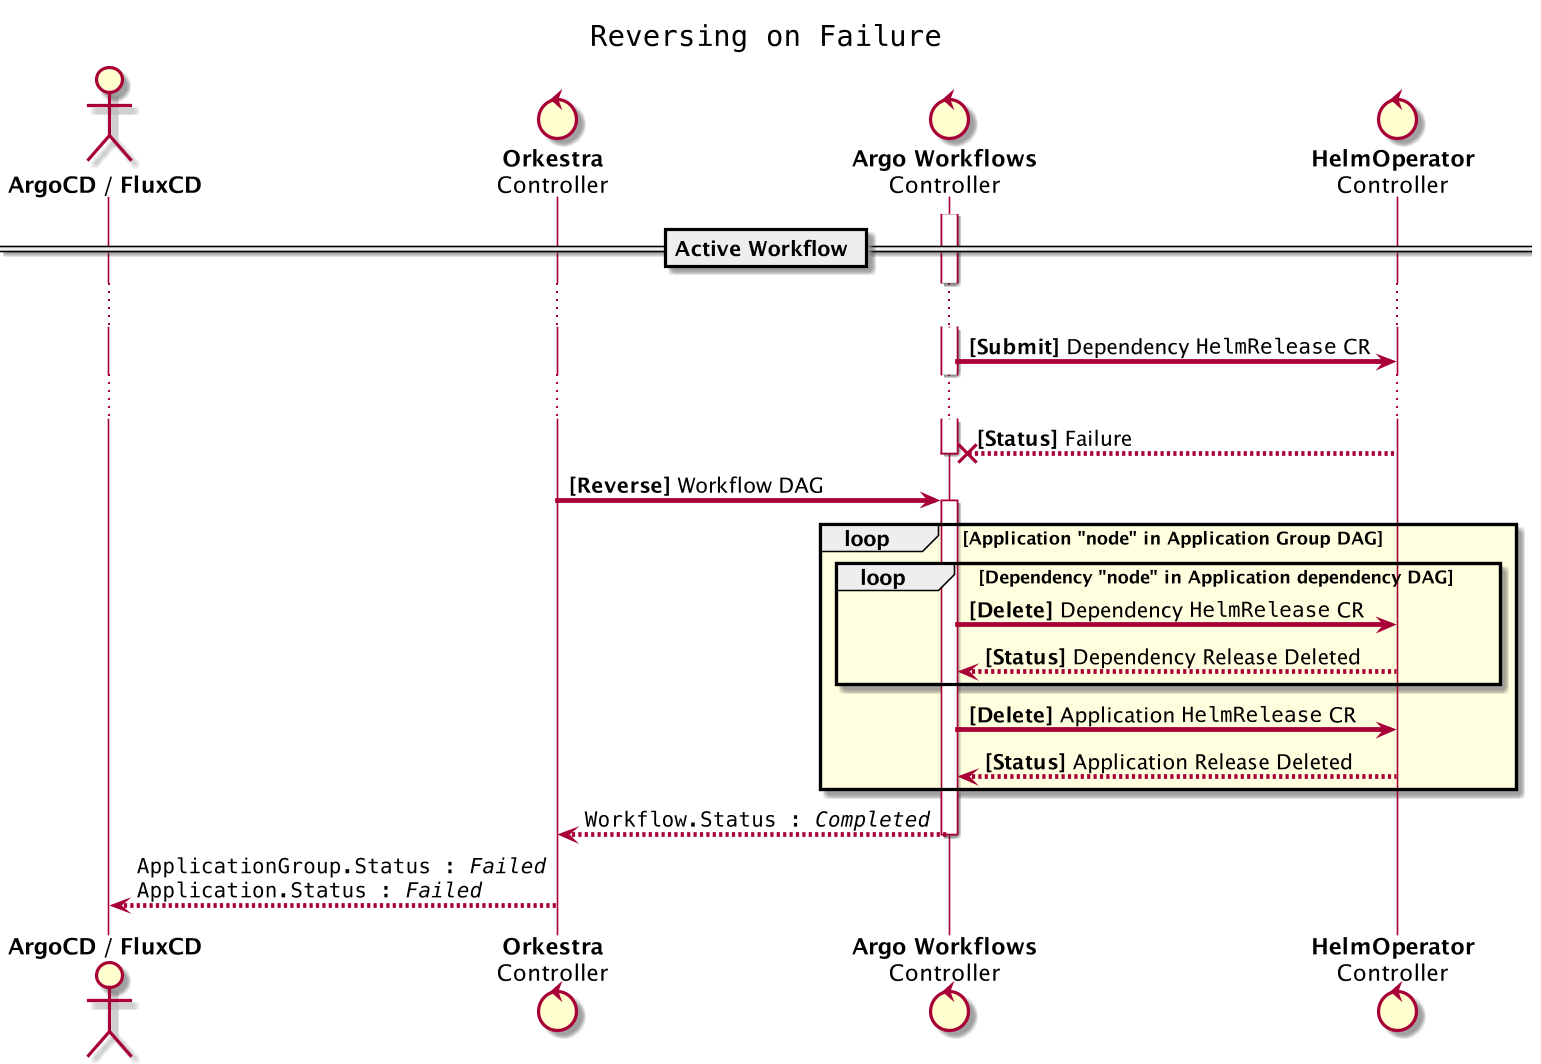 Reversing on Failure
ArgoCD / FluxCD
Orkestra
Controller
Argo Workflows
Controller
HelmOperator
Controller
Active Workflow
[Submit] Dependency HelmRelease CR
[Status] Failure
[Reverse] Workflow DAG
loop [Application "node" in Application Group DAG]
loop [Dependency "node" in Application dependency DAG]
[Delete] Dependency HelmRelease CR
[Status] Dependency Release Deleted
[Delete] Application HelmRelease CR
[Status] Application Release Deleted
Workflow.Status : Completed
ApplicationGroup.Status : Failed
Application.Status : Failed
ArgoCD / FluxCD
Orkestra
Controller
Argo Workflows
Controller
HelmOperator
Controller